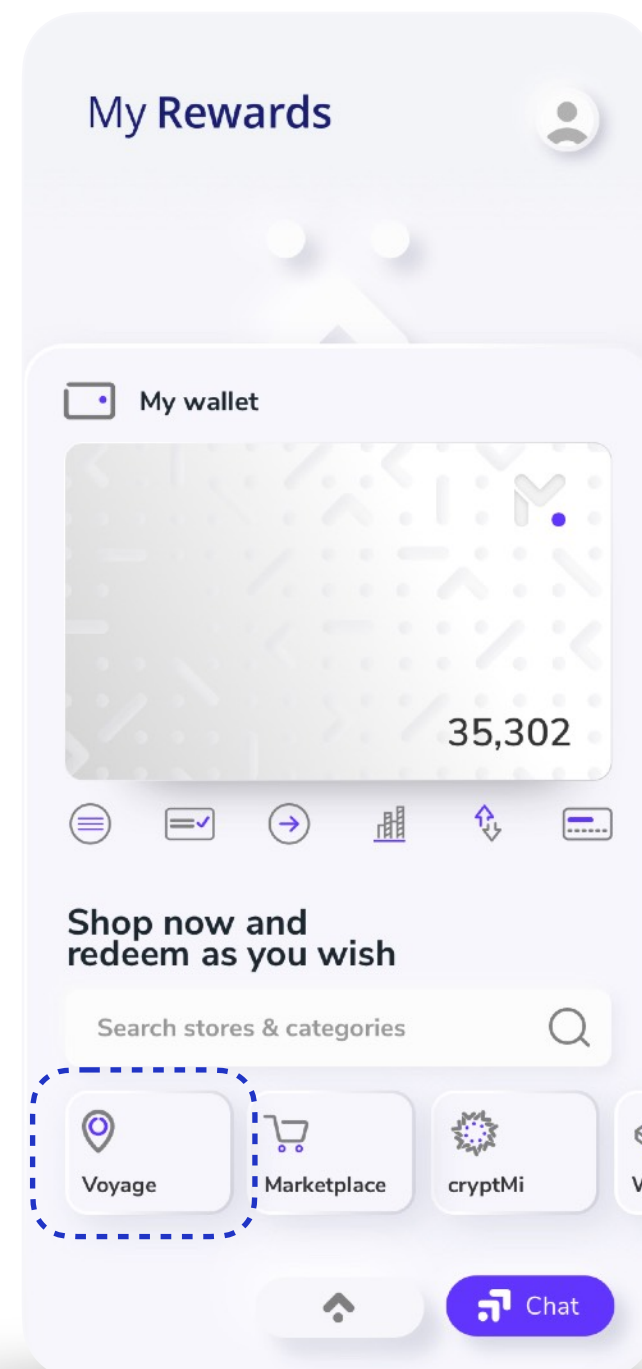 My Rewards
My wallet
35,302
Shop now and
redeem as you wish
Search stores & categories
Voyage
Marketplace
cryptMi
Chat